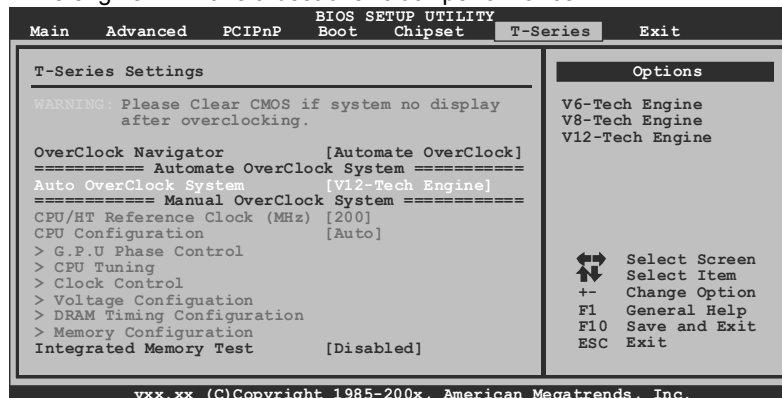 BIOS SETUP UTILITY
Main Advanced PCIPnP Boot Chipset T-Series Exit
T-Series Settings
WARNING: Please Clear CMOS if system no display
after overclocking.
OverClock Navigator [Automate OverClock]
=========== Automate OverClock System ===========
Auto OverClock System [V12-Tech Engine]
============ Manual OverClock System ============
CPU/HT Reference Clock (MHz) [200]
CPU Configuration [Auto]
> G.P.U Phase Control
> CPU Tuning
> Clock Control
> Voltage Configuation
> DRAM Timing Configuration
> Memory Configuration
Integrated Memory Test [Disabled]
Options
V6-Tech Engine
V8-Tech Engine
V12-Tech Engine
Select Screen
Select Item
+- Change Option
F1 General Help
F10 Save and Exit
ESC Exit
vxx.xx (C)Copyright 1985-200x, American Megatrends, Inc.